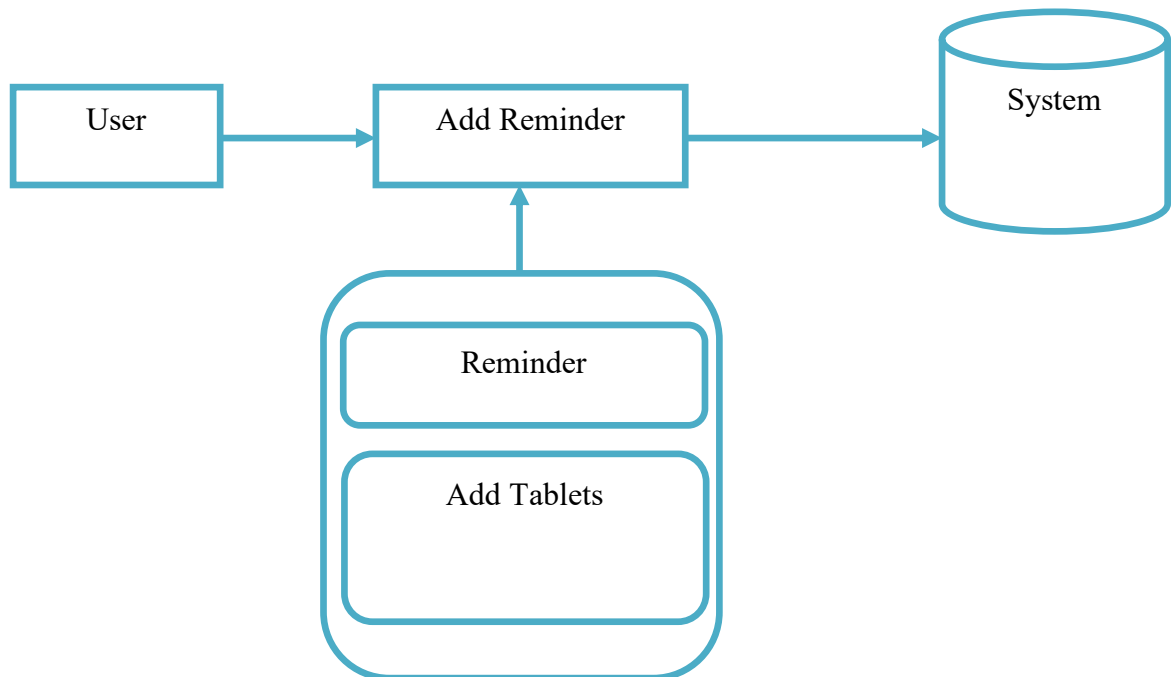 User
Add Reminder
System
Reminder
Add Tablets